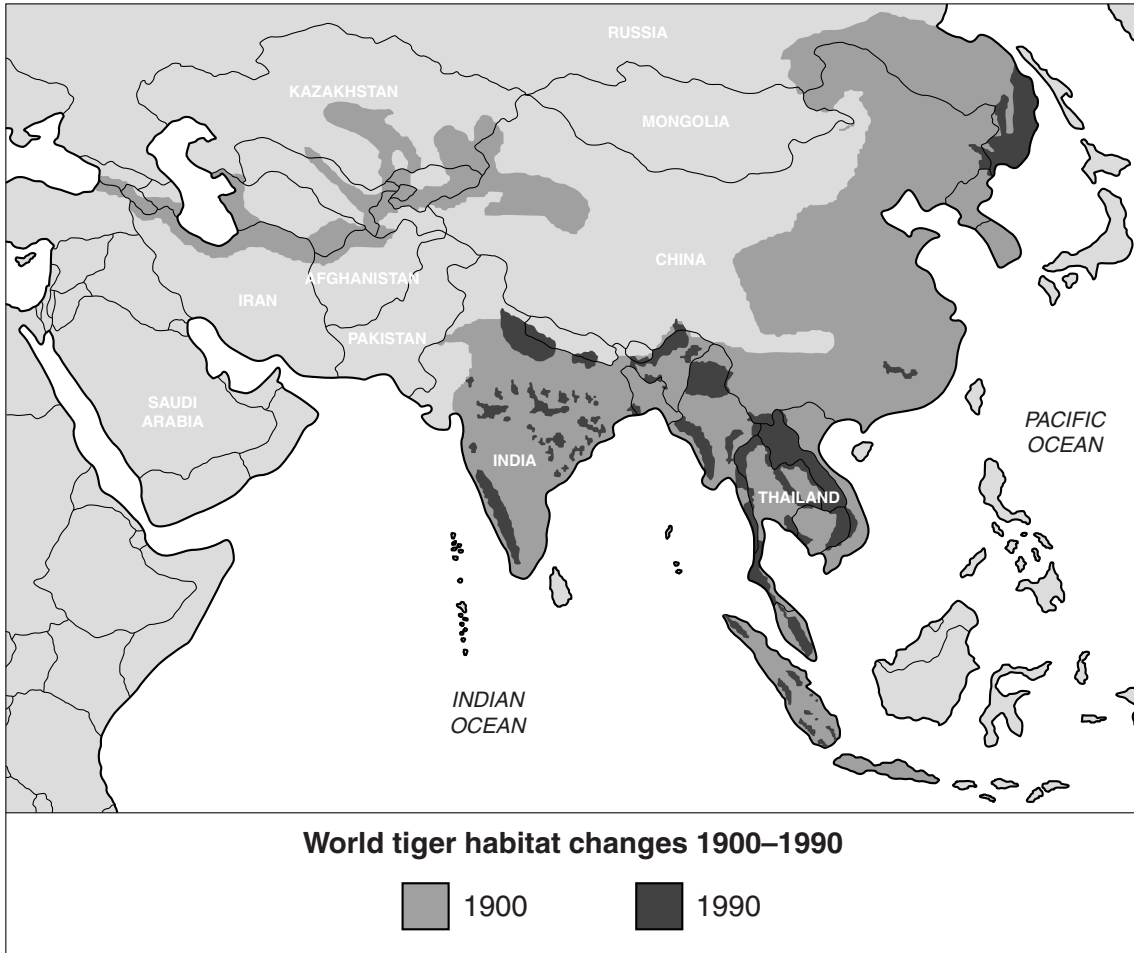 RUSSIA
KAZAKHSTAN
MONGOLIA
CHINA
AFGHANISTAN
IRAN
PAKISTAN
SAUDI
ARABIA
PACIFIC
OCEAN
INDIA
THAILAND
INDIAN
OCEAN
World tiger habitat changes 1900–1990
1900
1990